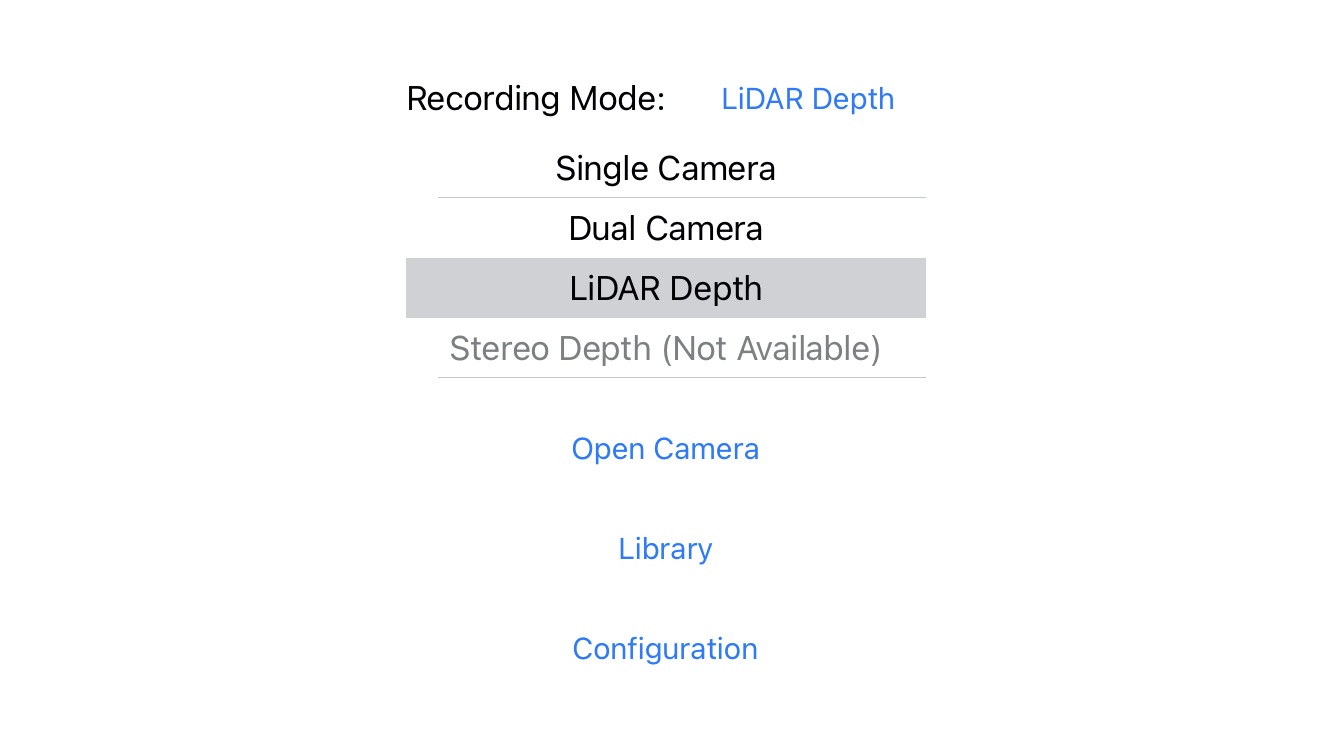 Recording Mode: LiDAR Depth
Single Camera
Dual Camera
LiDAR Depth
Stereo Depth (Not Available)
Open Camera
Library
Configuration